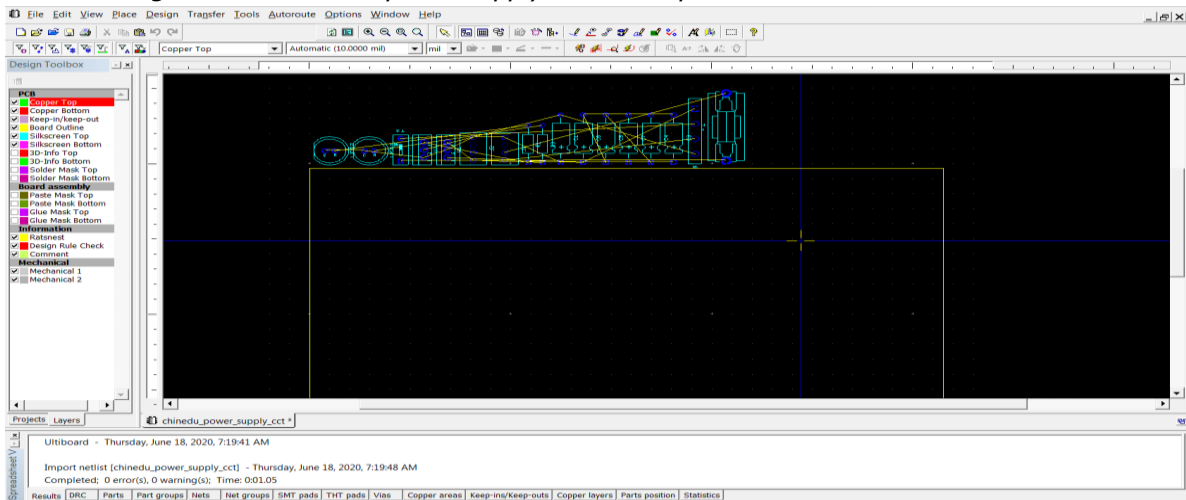 File Edit View Place Design Transfer Tools Autoroute Options Window Help
Copper Top Automatic (10.0000 mil) mil
Design Toolbox
PCB
Copper Top
Copper Bottom
Keep-in/keep-out
Board Outline
Silkscreen Top
Silkscreen Bottom
3D-Info Top
3D-Info Bottom
Solder Mask Top
Solder Mask Bottom
Board assembly
Paste Mask Top
Paste Mask Bottom
Glue Mask Top
Glue Mask Bottom
Information
Ratsnest
Design Rule Check
Comment
Mechanical
Mechanical 1
Mechanical 2
Projects Layers
chinedu_power_supply_cct *
Spreadsheet V
Ultiboard - Thursday, June 18, 2020, 7:19:41 AM
Import netlist [chinedu_power_supply_cct] - Thursday, June 18, 2020, 7:19:48 AM
Completed; 0 error(s), 0 warning(s); Time: 0:01.05
Results DRC Parts Part groups Nets Net groups SMT pads THT pads Vias Copper areas Keep-ins/Keep-outs Copper layers Parts position Statistics